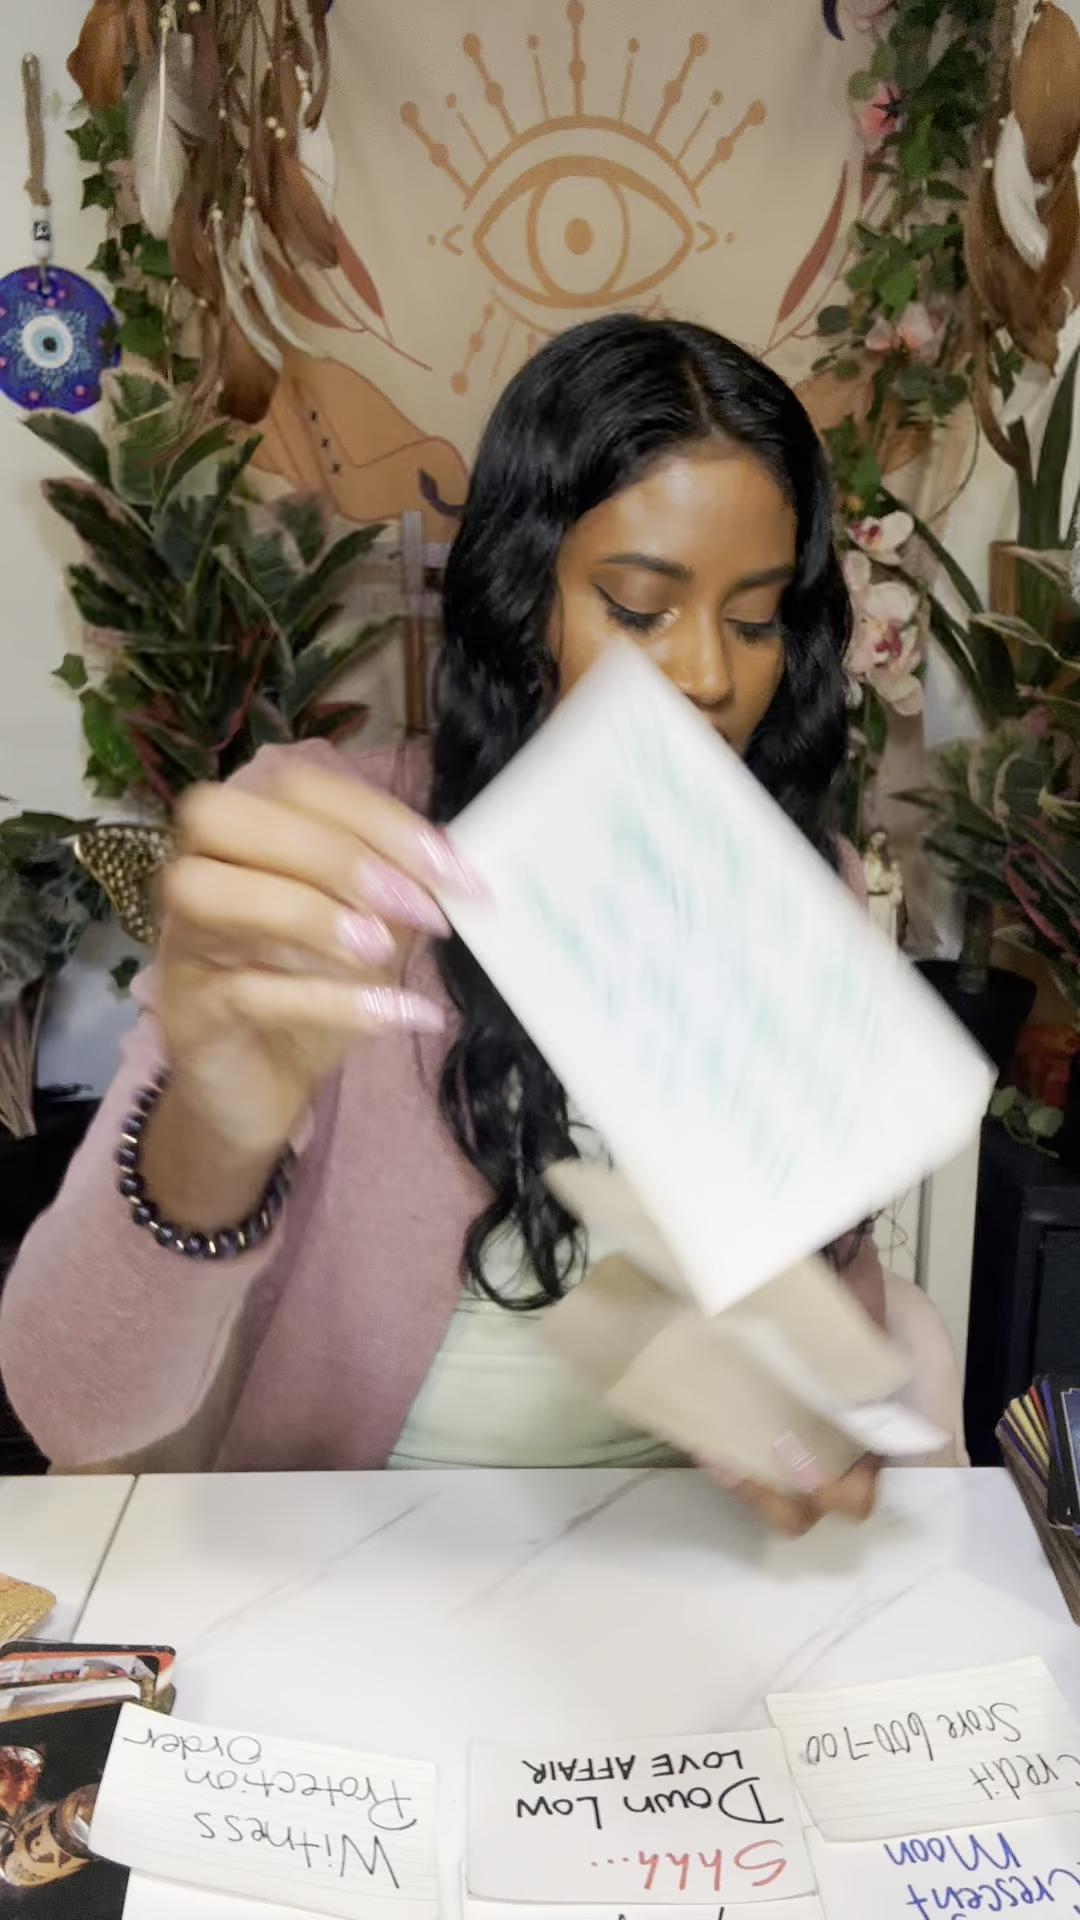 Witness
Protection
Order
Shhh...
Down Low
LOVE AFFAIR
Credit
Score 600-700
Crescent
Moon